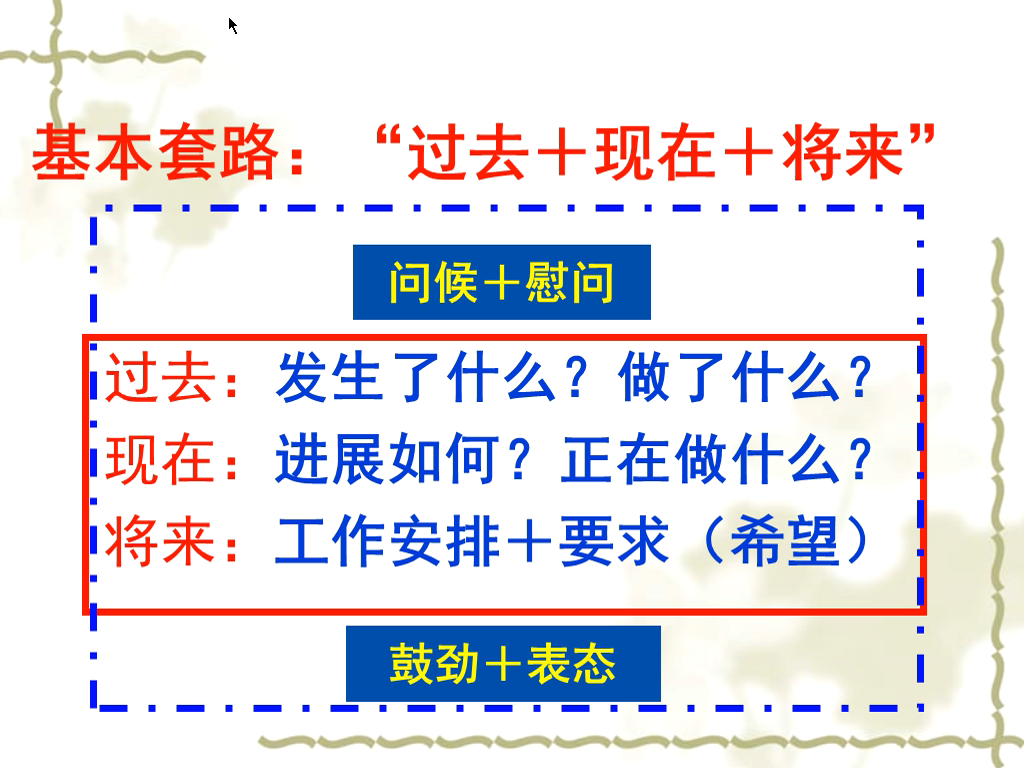 基本套路：“过去＋现在＋将来”
问候＋慰问
过去：发生了什么？做了什么？
现在：进展如何？正在做什么？
将来：工作安排＋要求（希望）
鼓劲＋表态